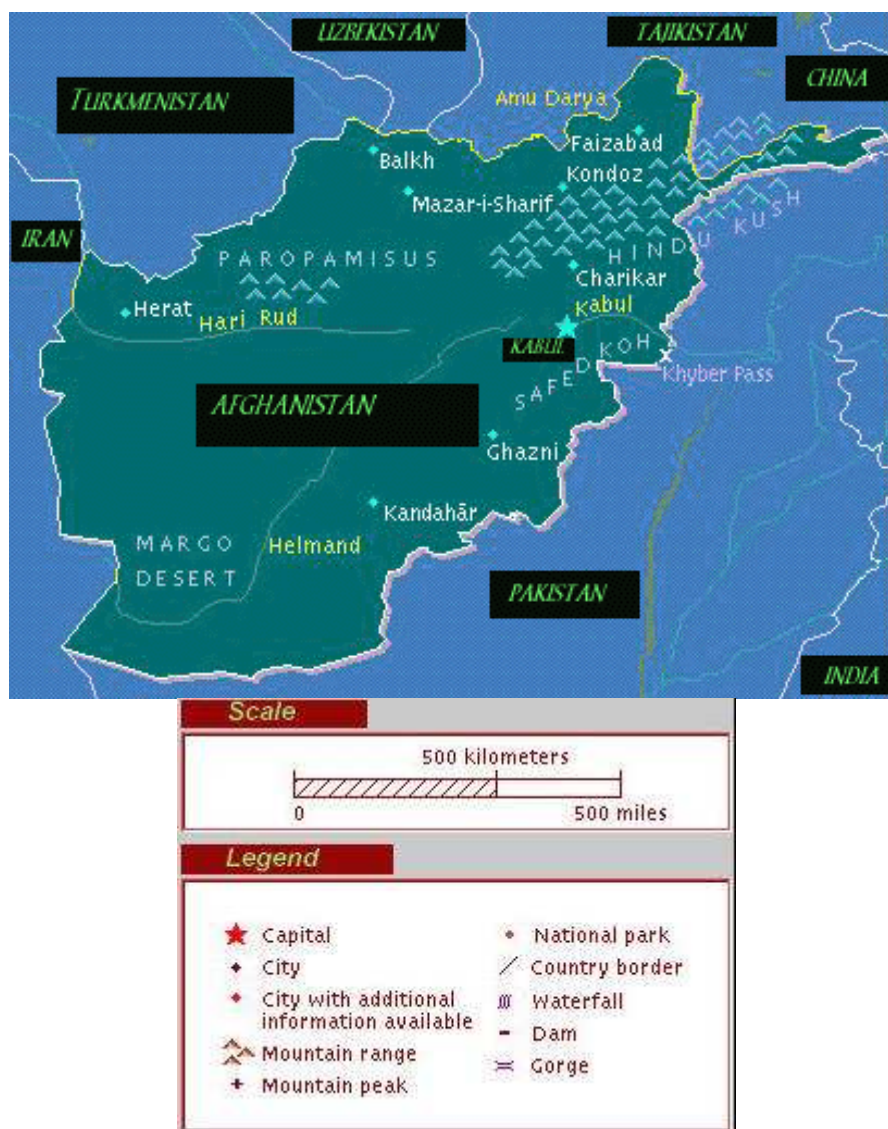 UZBEKISTAN
TAJIKISTAN
CHINA
TURKMENISTAN
Amu Darya
Faizabad
Balkh
Kondoz
Mazar-i-Sharif
IRAN
PAROPAMISUS
HINDU KUSH
Charikar
Herat
Hari Rud
Kabul
KABUL
SAFED KOH
Khyber Pass
AFGHANISTAN
Ghazni
Kandahār
MARGO
DESERT
Helmand
PAKISTAN
INDIA
Scale
500 kilometers
0
500 miles
Legend
Capital
City
City with additional
information available
Mountain range
Mountain peak
National park
Country border
Waterfall
Dam
Gorge